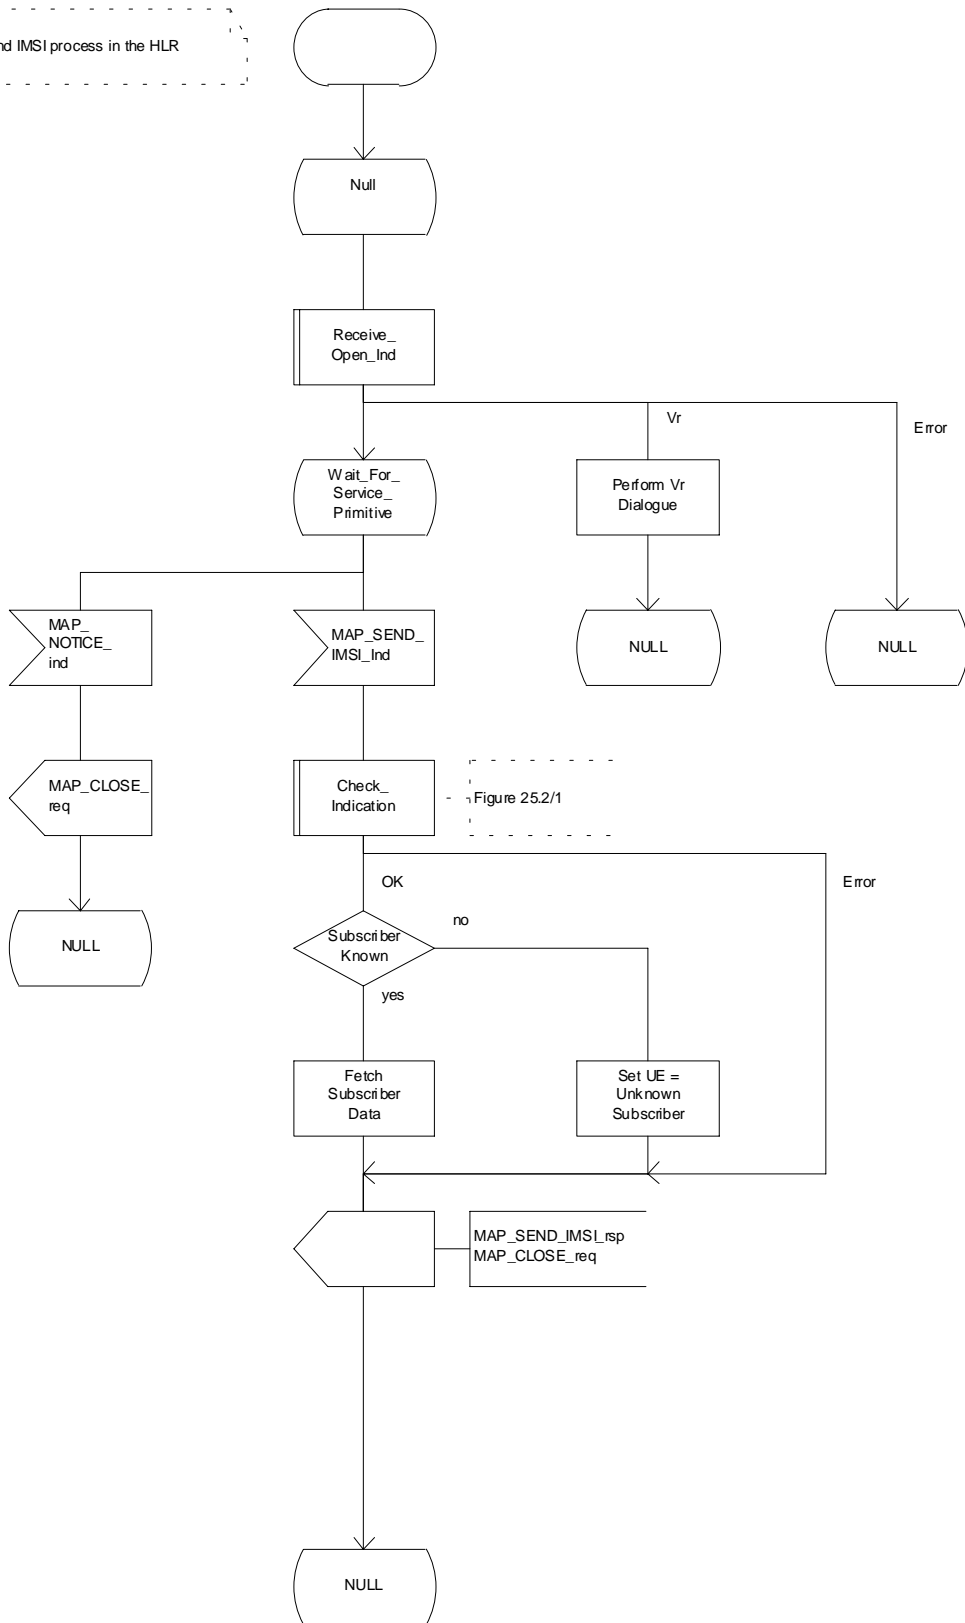 nd IMSI process in the HLR
Null
Receive_
Open_Ind
Vr
Error
Wait_For_
Service_
Primitive
Perform Vr
Dialogue
MAP_
NOTICE_
ind
MAP_SEND_
IMSI_Ind
NULL
NULL
MAP_CLOSE_
req
Check_
Indication
Figure 25.2/1
OK
Error
NULL
Subscriber
Known
no
yes
Fetch
Subscriber
Data
Set UE =
Unknown
Subscriber
MAP_SEND_IMSI_rsp
MAP_CLOSE_req
NULL